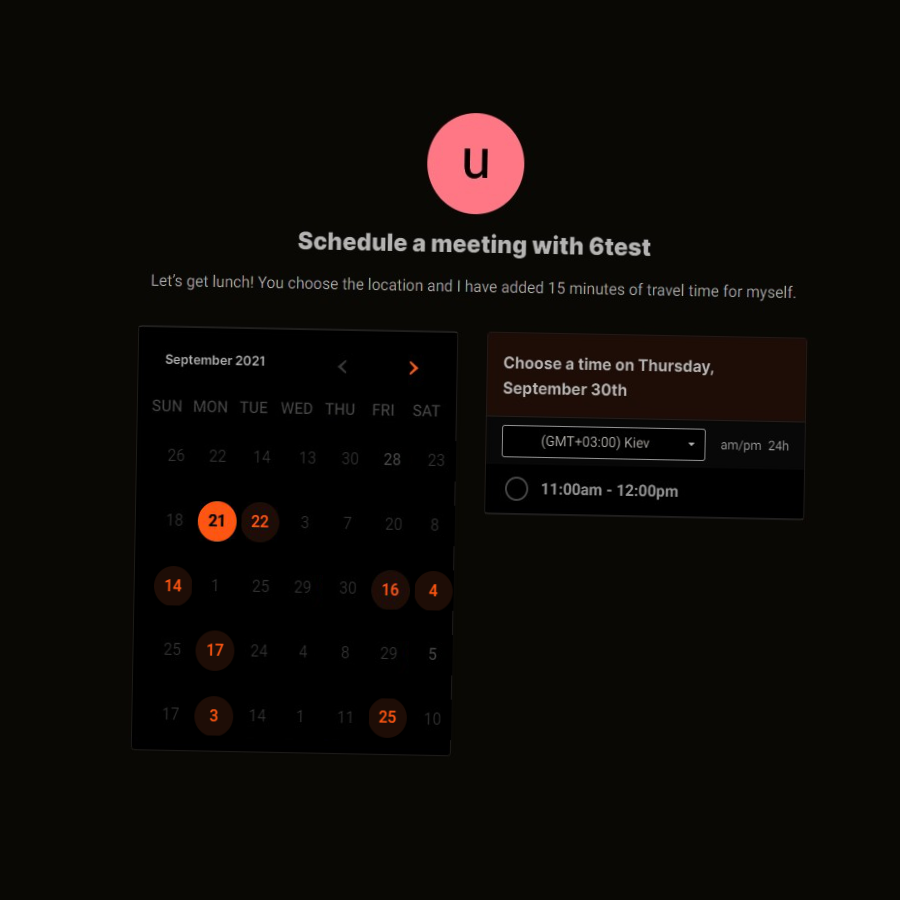 u
Schedule a meeting with 6test
Let's get lunch! You choose the location and I have added 15 minutes of travel time for myself.
September 2021
SUN MON TUE WED THU FRI SAT
26 22 14 13 30 28 23
18 21 22 3 7 20 8
14 1 25 29 30 16 4
25 17 24 4 8 29 5
17 3 14 1 11 25 10
Choose a time on Thursday,
September 30th
(GMT+03:00) Kiev
am/pm 24h
11:00am - 12:00pm